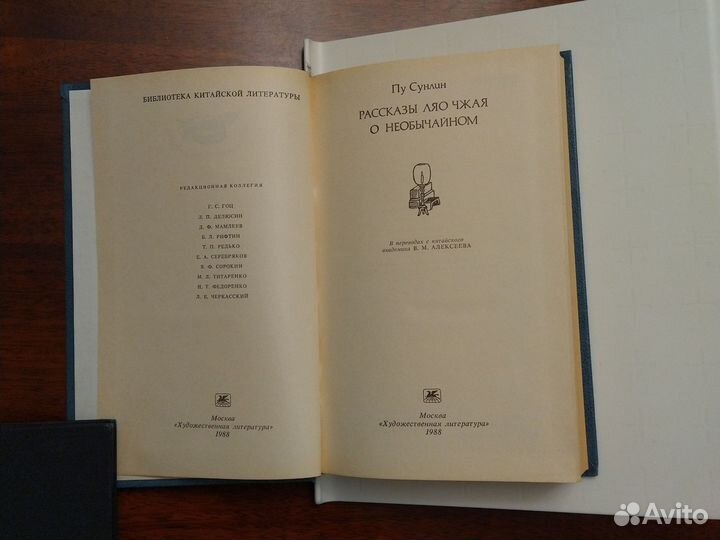 БИБЛИОТЕКА КИТАЙСКОЙ ЛИТЕРАТУРЫ
РЕДАКЦИОННАЯ КОЛЛЕГИЯ
Г. С. ГОЦ
Л. П. ДЕЛЮСИН
Д. Ф. МАМЛЕЕВ
Б. Л. РИФТИН
Т. П. РЕДЬКО
Е. А. СЕРЕБРЯКОВ
В. Ф. СОРОКИН
М. Л. ТИТАРЕНКО
Н. Т. ФЕДОРЕНКО
Л. Е. ЧЕРКАССКИЙ
Москва
«Художественная литература»
1988
Пу Сунлин
РАССКАЗЫ ЛЯО ЧЖАЯ
О НЕОБЫЧАЙНОМ
В переводах с китайского
академика В. М. АЛЕКСЕЕВА
Москва
«Художественная литература»
1988
Avito